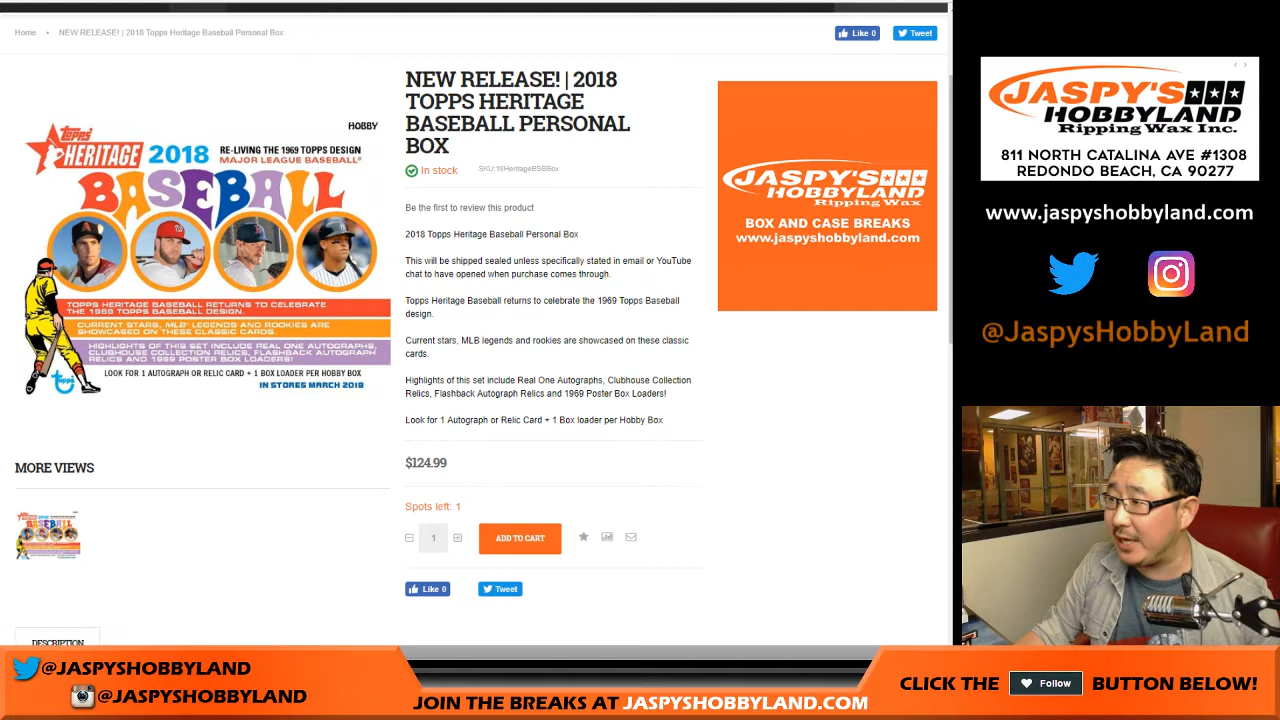 Home • NEW RELEASE! | 2018 Topps Heritage Baseball Personal Box
Like 0
Tweet
HOBBY
Topps
HERITAGE
2018
RE-LIVING THE 1969 TOPPS DESIGN
MAJOR LEAGUE BASEBALL®
BASEBALL
TOPPS HERITAGE BASEBALL RETURNS TO CELEBRATE
THE 1969 TOPPS BASEBALL DESIGN.
CURRENT STARS, MLB® LEGENDS AND ROOKIES ARE
SHOWCASED ON THESE CLASSIC CARDS.
HIGHLIGHTS OF THIS SET INCLUDE REAL ONE AUTOGRAPHS,
CLUBHOUSE COLLECTION RELICS, FLASHBACK AUTOGRAPH
RELICS AND 1969 POSTER BOX LOADERS!
LOOK FOR 1 AUTOGRAPH OR RELIC CARD + 1 BOX LOADER PER HOBBY BOX
topps
IN STORES MARCH 2018
MORE VIEWS
DESCRIPTION
NEW RELEASE! | 2018
TOPPS HERITAGE
BASEBALL PERSONAL
BOX
In stock
SKU:18HeritageBSBBox
Be the first to review this product
2018 Topps Heritage Baseball Personal Box
This will be shipped sealed unless specifically stated in email or YouTube
chat to have opened when purchase comes through.
Topps Heritage Baseball returns to celebrate the 1969 Topps Baseball
design.
Current stars, MLB legends and rookies are showcased on these classic
cards.
Highlights of this set include Real One Autographs, Clubhouse Collection
Relics, Flashback Autograph Relics and 1969 Poster Box Loaders!
Look for 1 Autograph or Relic Card + 1 Box loader per Hobby Box
$124.99
Spots left: 1
1
ADD TO CART
Like 0
Tweet
JASPY'S
HOBBYLAND
Ripping Wax
BOX AND CASE BREAKS
www.jaspyshobbyland.com
JASPY'S
HOBBYLAND
Ripping Wax Inc.
811 NORTH CATALINA AVE #1308
REDONDO BEACH, CA 90277
www.jaspyshobbyland.com
@JaspysHobbyLand
@JASPYSHOBBYLAND
@JASPYSHOBBYLAND
JOIN THE BREAKS AT JASPYSHOBBYLAND.COM
CLICK THE Follow BUTTON BELOW!